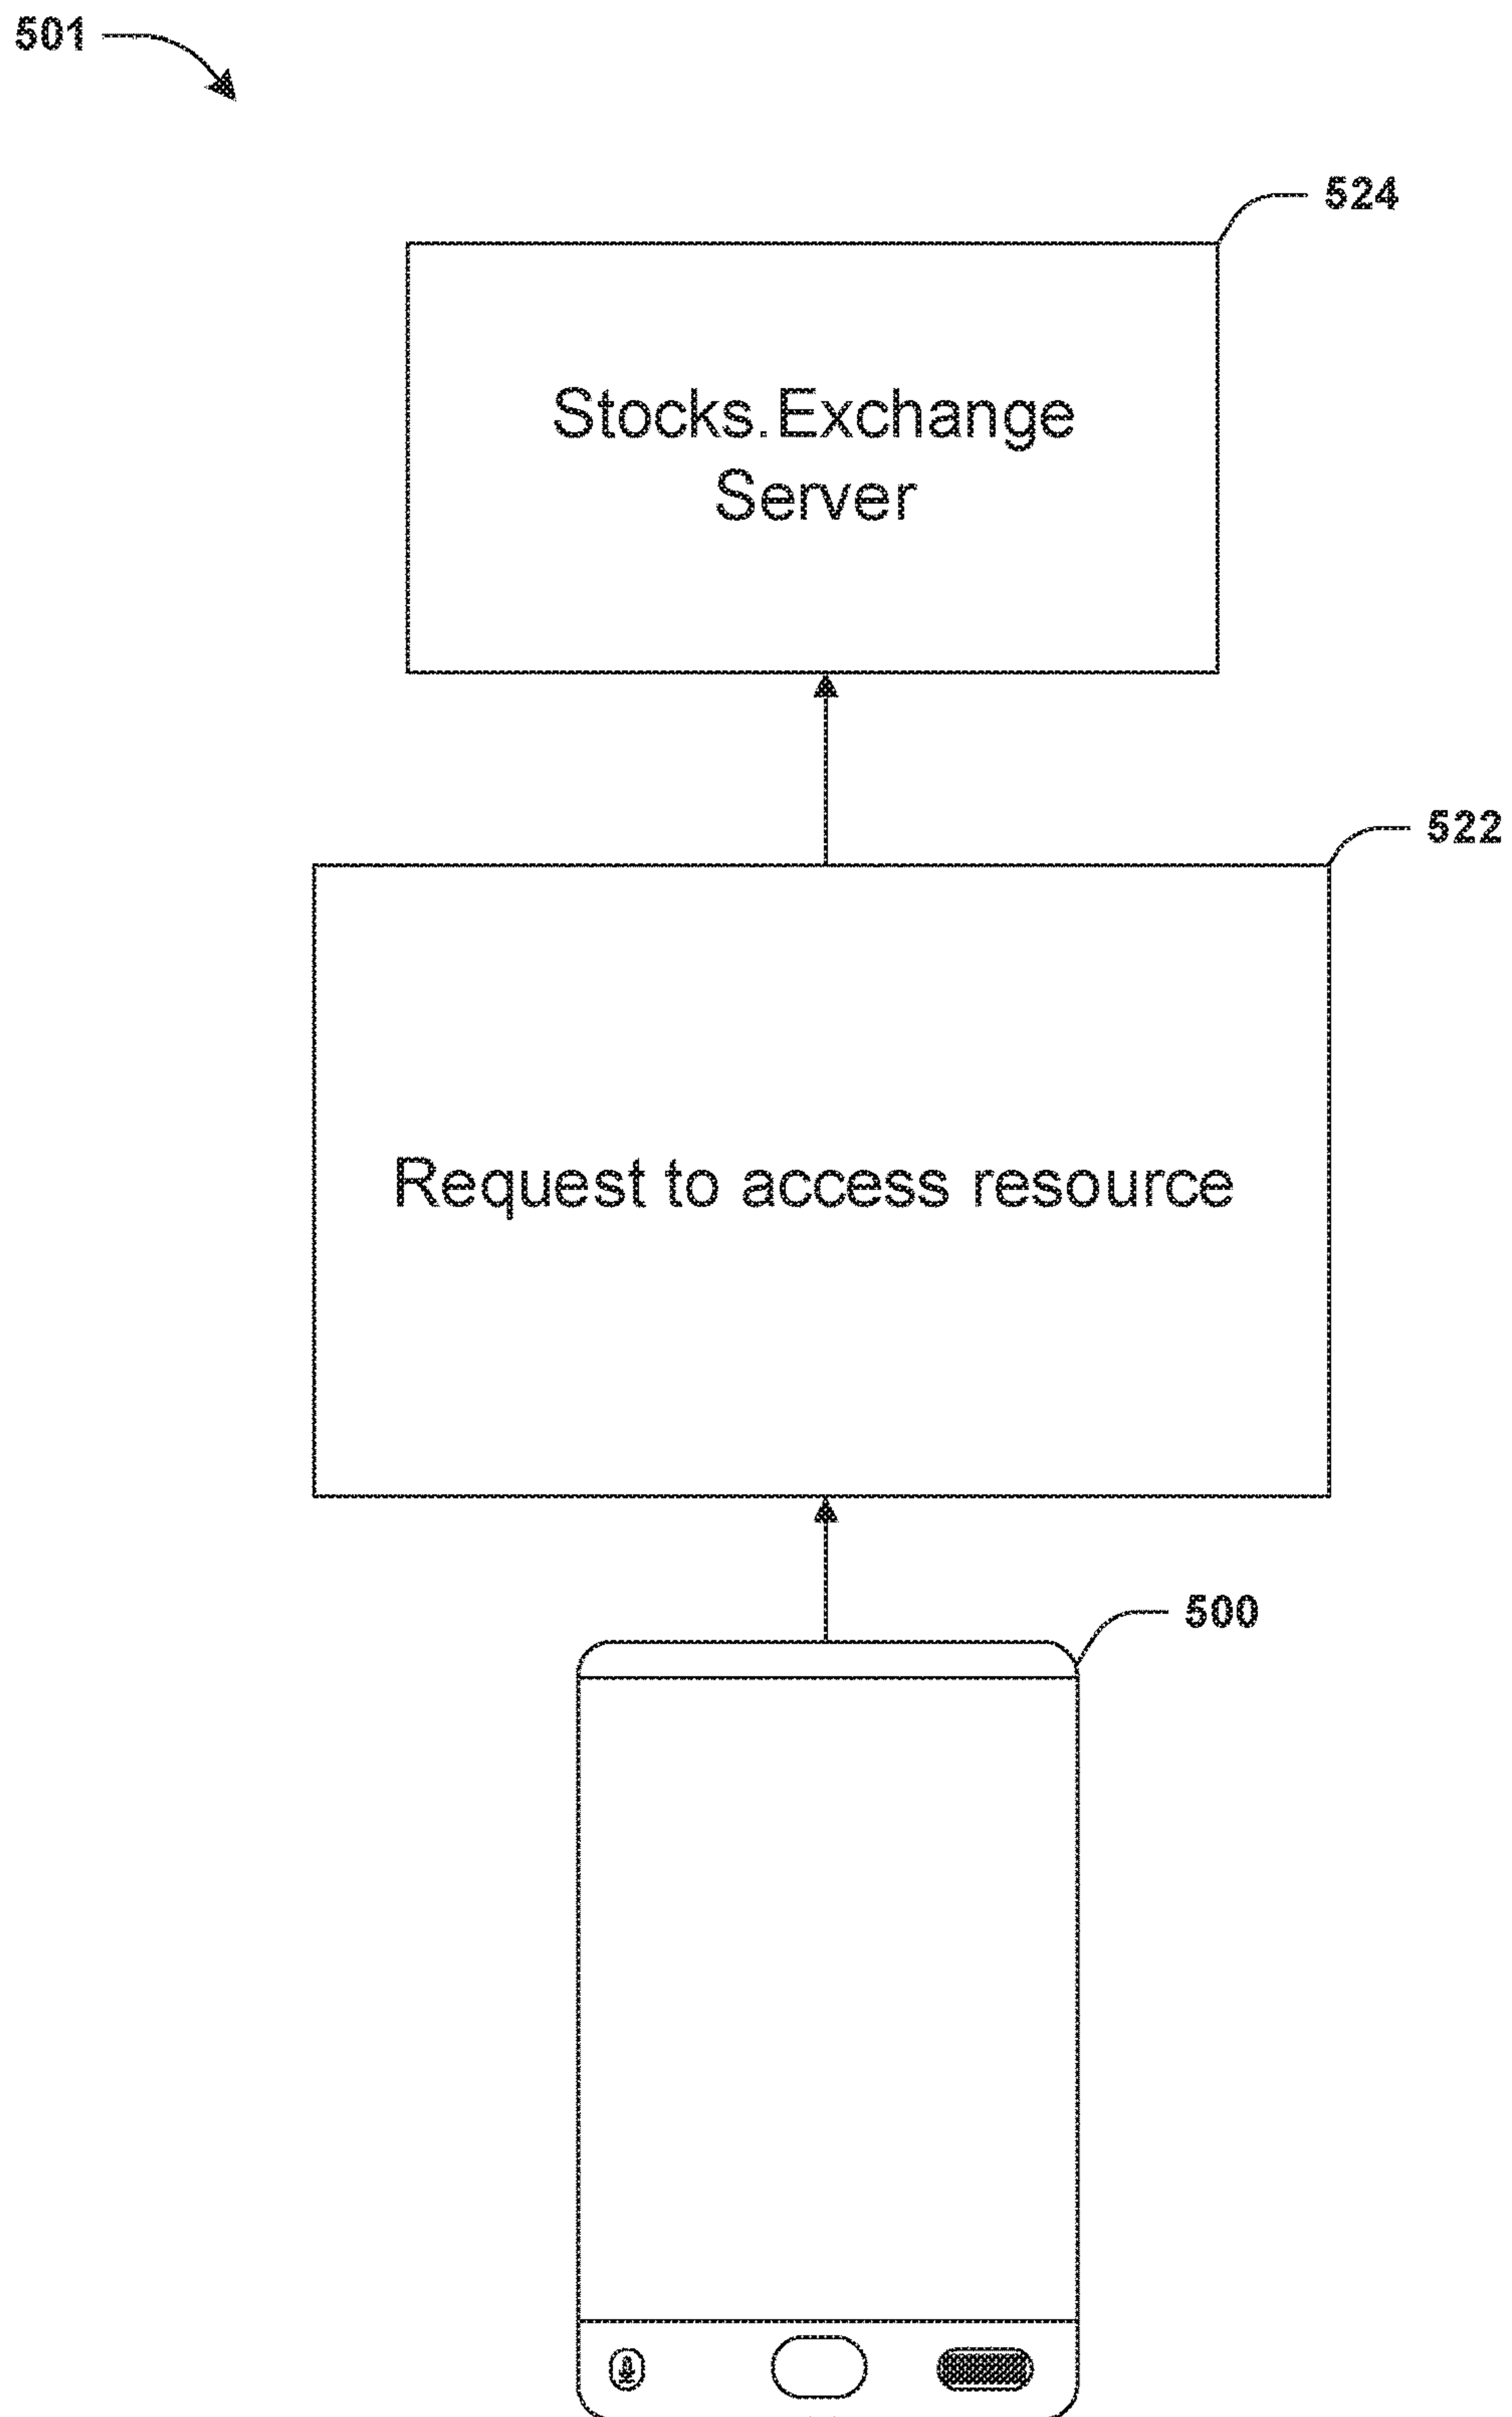 501
524
Stocks.Exchange
Server
522
Request to access resource
500